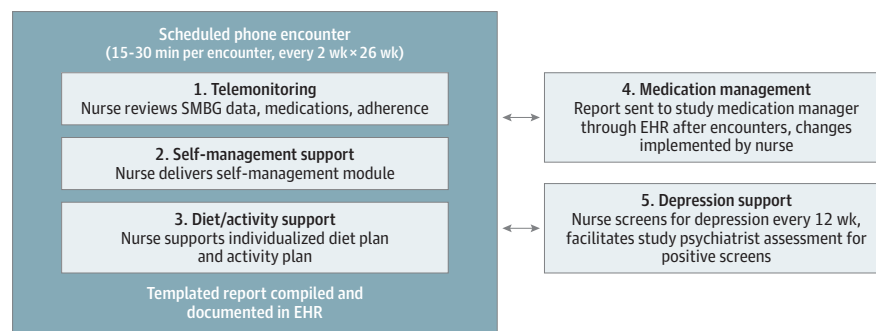 Scheduled phone encounter
(15-30 min per encounter, every 2 wk × 26 wk)
1. Telemonitoring
Nurse reviews SMBG data, medications, adherence
2. Self-management support
Nurse delivers self-management module
3. Diet/activity support
Nurse supports individualized diet plan
and activity plan
Templated report compiled and
documented in EHR
4. Medication management
Report sent to study medication manager
through EHR after encounters, changes
implemented by nurse
5. Depression support
Nurse screens for depression every 12 wk,
facilitates study psychiatrist assessment for
positive screens